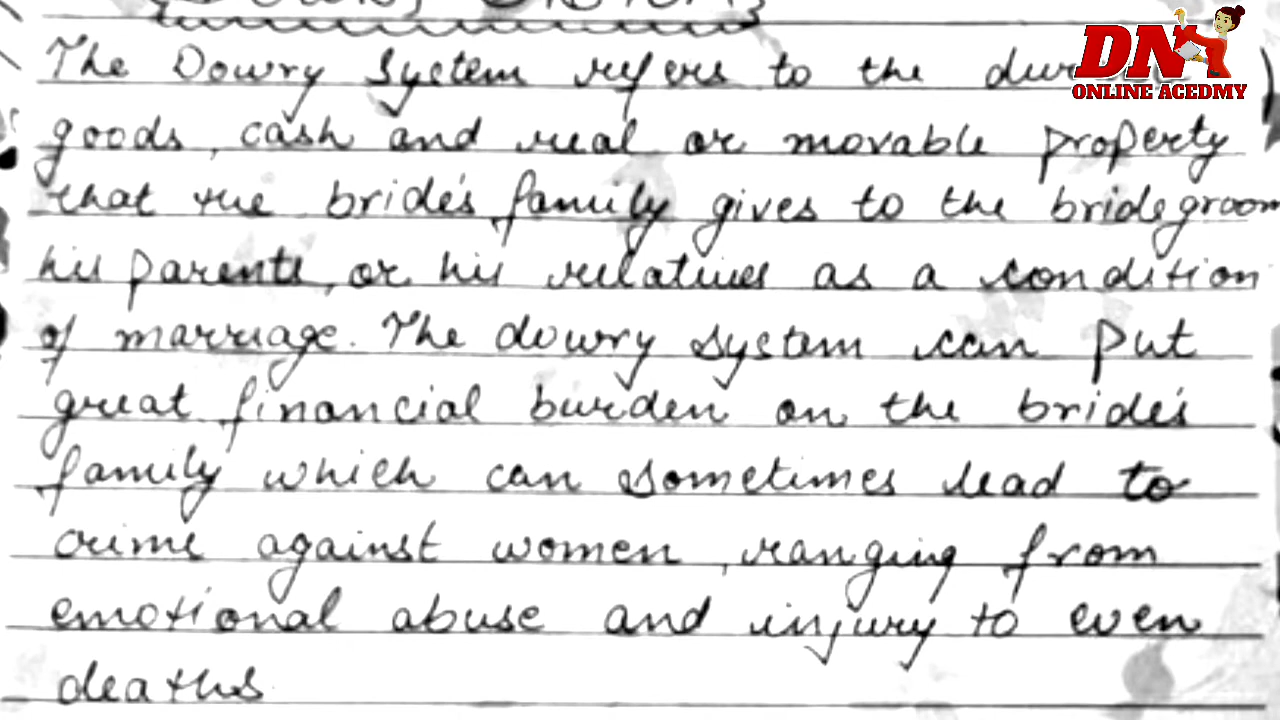 The Dowry System refers to the
DN
ONLINE ACEDMY
goods, cash and real or movable property
that the bride's family gives to the bridegroom
his parents, or his relatives as a condition
of marriage. The dowry system can put
great financial burden on the bride's
family which can sometimes lead to
crime against women, ranging from
emotional abuse and injury to even
deaths